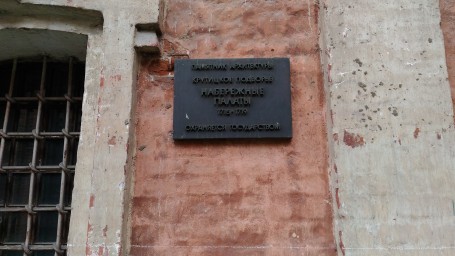 ПАМЯТНИК АРХИТЕКТУРЫ
КРУТИЦКОЕ ПОДВОРЬЕ
НАБЕРЕЖНЫЕ
ПАЛАТЫ
ОХРАНЯЕТСЯ ГОСУДАРСТВОМ